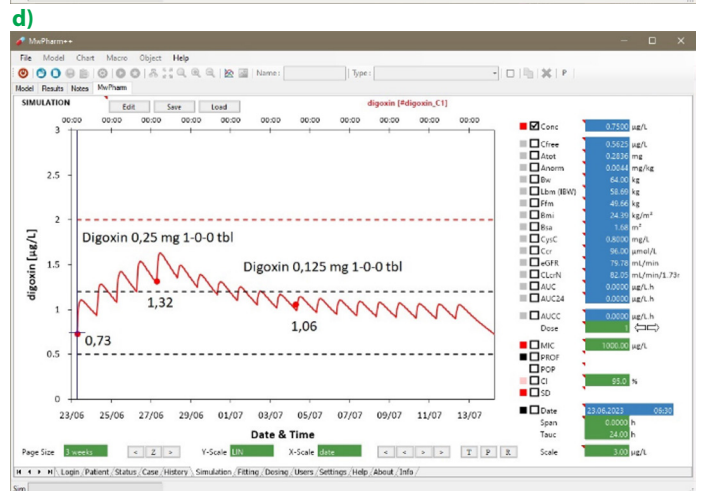 d)
MwPharm++
File Model Chart Macro Object Help
Name: Type: P
Model Results Notes MwPharm
SIMULATION Edit Save Load digoxin [#digoxin_C1]
00:00 00:00 00:00 00:00 00:00 00:00 00:00 00:00 00:00 00:00 00:00
3
2.5
2
1.5
1
0.5
0
digoxin [µg/L]
Digoxin 0,25 mg 1-0-0 tbl
Digoxin 0,125 mg 1-0-0 tbl
1,32
1,06
0,73
23/06 25/06 27/06 29/06 01/07 03/07 05/07 07/07 09/07 11/07 13/07
Date & Time
Conc 0.7500 µg/L
Cfree 0.5625 µg/L
Atot 0.2836 mg
Anorm 0.0044 mg/kg
Bw 64.00 kg
Lbm (IBW) 58.69 kg
Ffm 49.66 kg
Bmi 24.39 kg/m²
Bsa 1.68 m²
CysC 0.8000 mg/L
Ccr 96.00 µmol/L
eGFR 79.78 mL/min
CLcrN 82.05 mL/min/1.73r
AUC 0.0000 µg/L.h
AUC24 0.0000 µg/L.h
AUCC 0.0000 µg/L.h
Dose 1
MIC 1000.00 µg/L
PROF
POP
CI 95.0 %
SD
Date 23.06.2023 06:30
Span 0.0000 h
Tauc 24.00 h
Page Size 3 weeks < Z > Y-Scale LIN X-Scale date < < > > T P R Scale 3.00 µg/L
Login Patient Status Case History Simulation Fitting Dosing Users Settings Help About Info
Sim